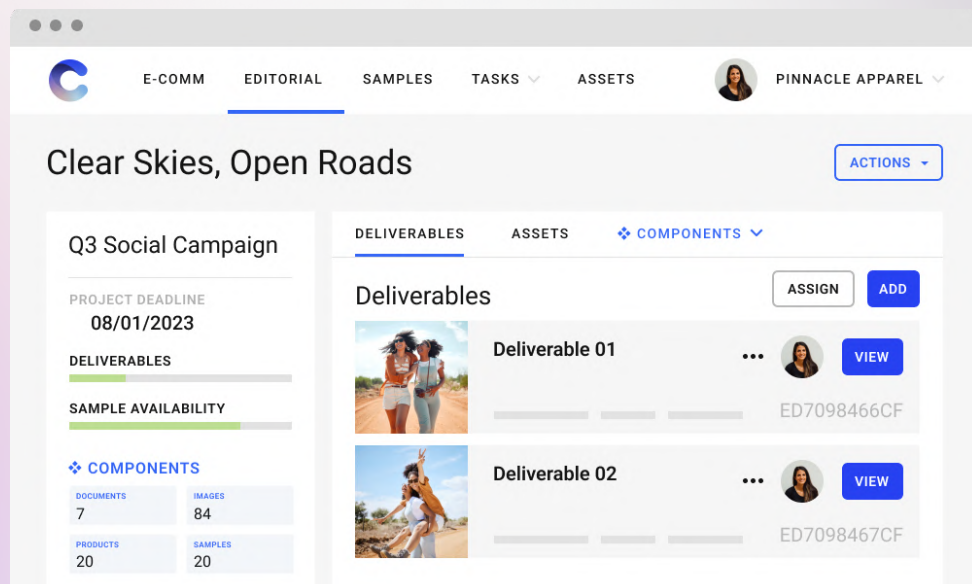 E-COMM EDITORIAL SAMPLES TASKS ASSETS PINNACLE APPAREL
Clear Skies, Open Roads
ACTIONS
Q3 Social Campaign
PROJECT DEADLINE
08/01/2023
DELIVERABLES
SAMPLE AVAILABILITY
COMPONENTS
DOCUMENTS IMAGES
7 84
PRODUCTS SAMPLES
20 20
DELIVERABLES ASSETS COMPONENTS
Deliverables
ASSIGN ADD
Deliverable 01
VIEW
ED7098466CF
Deliverable 02
VIEW
ED7098467CF